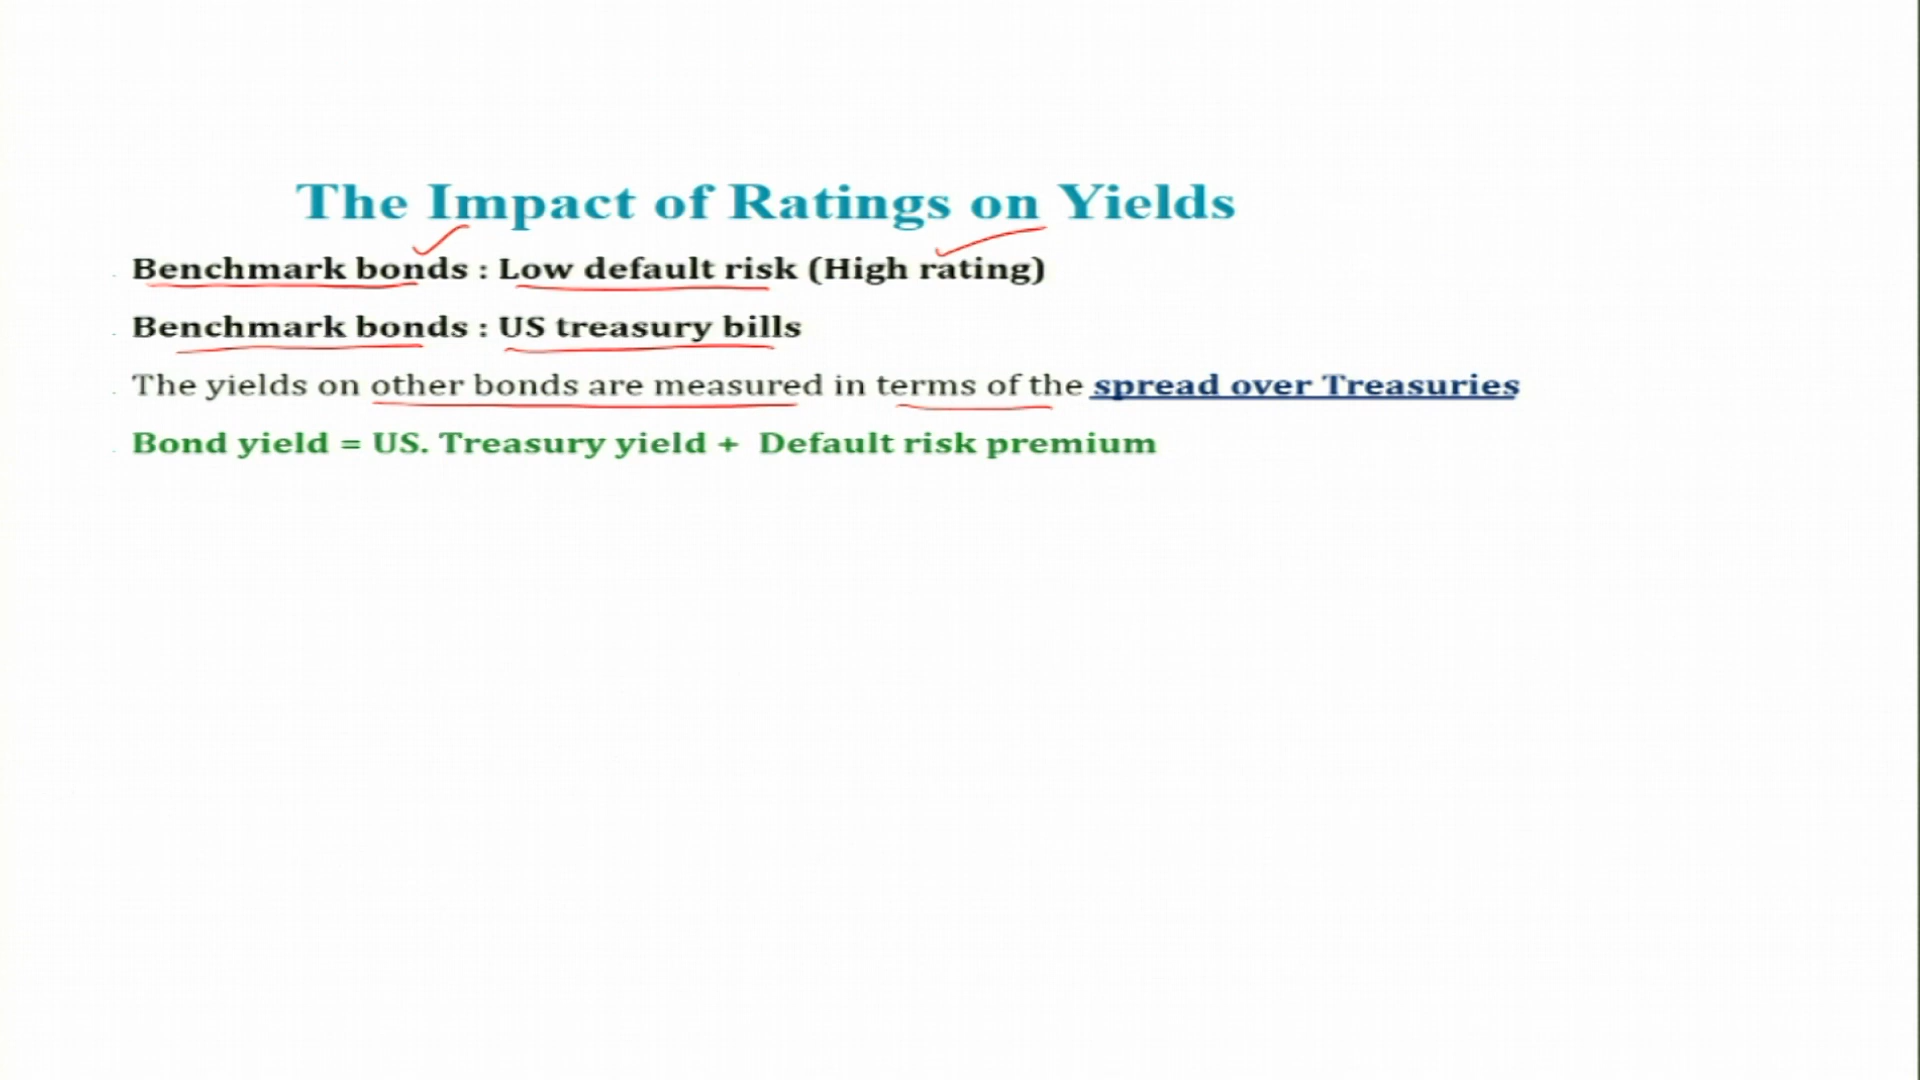 The Impact of Ratings on Yields
Benchmark bonds : Low default risk (High rating)
Benchmark bonds : US treasury bills
The yields on other bonds are measured in terms of the spread over Treasuries
Bond yield = US. Treasury yield + Default risk premium